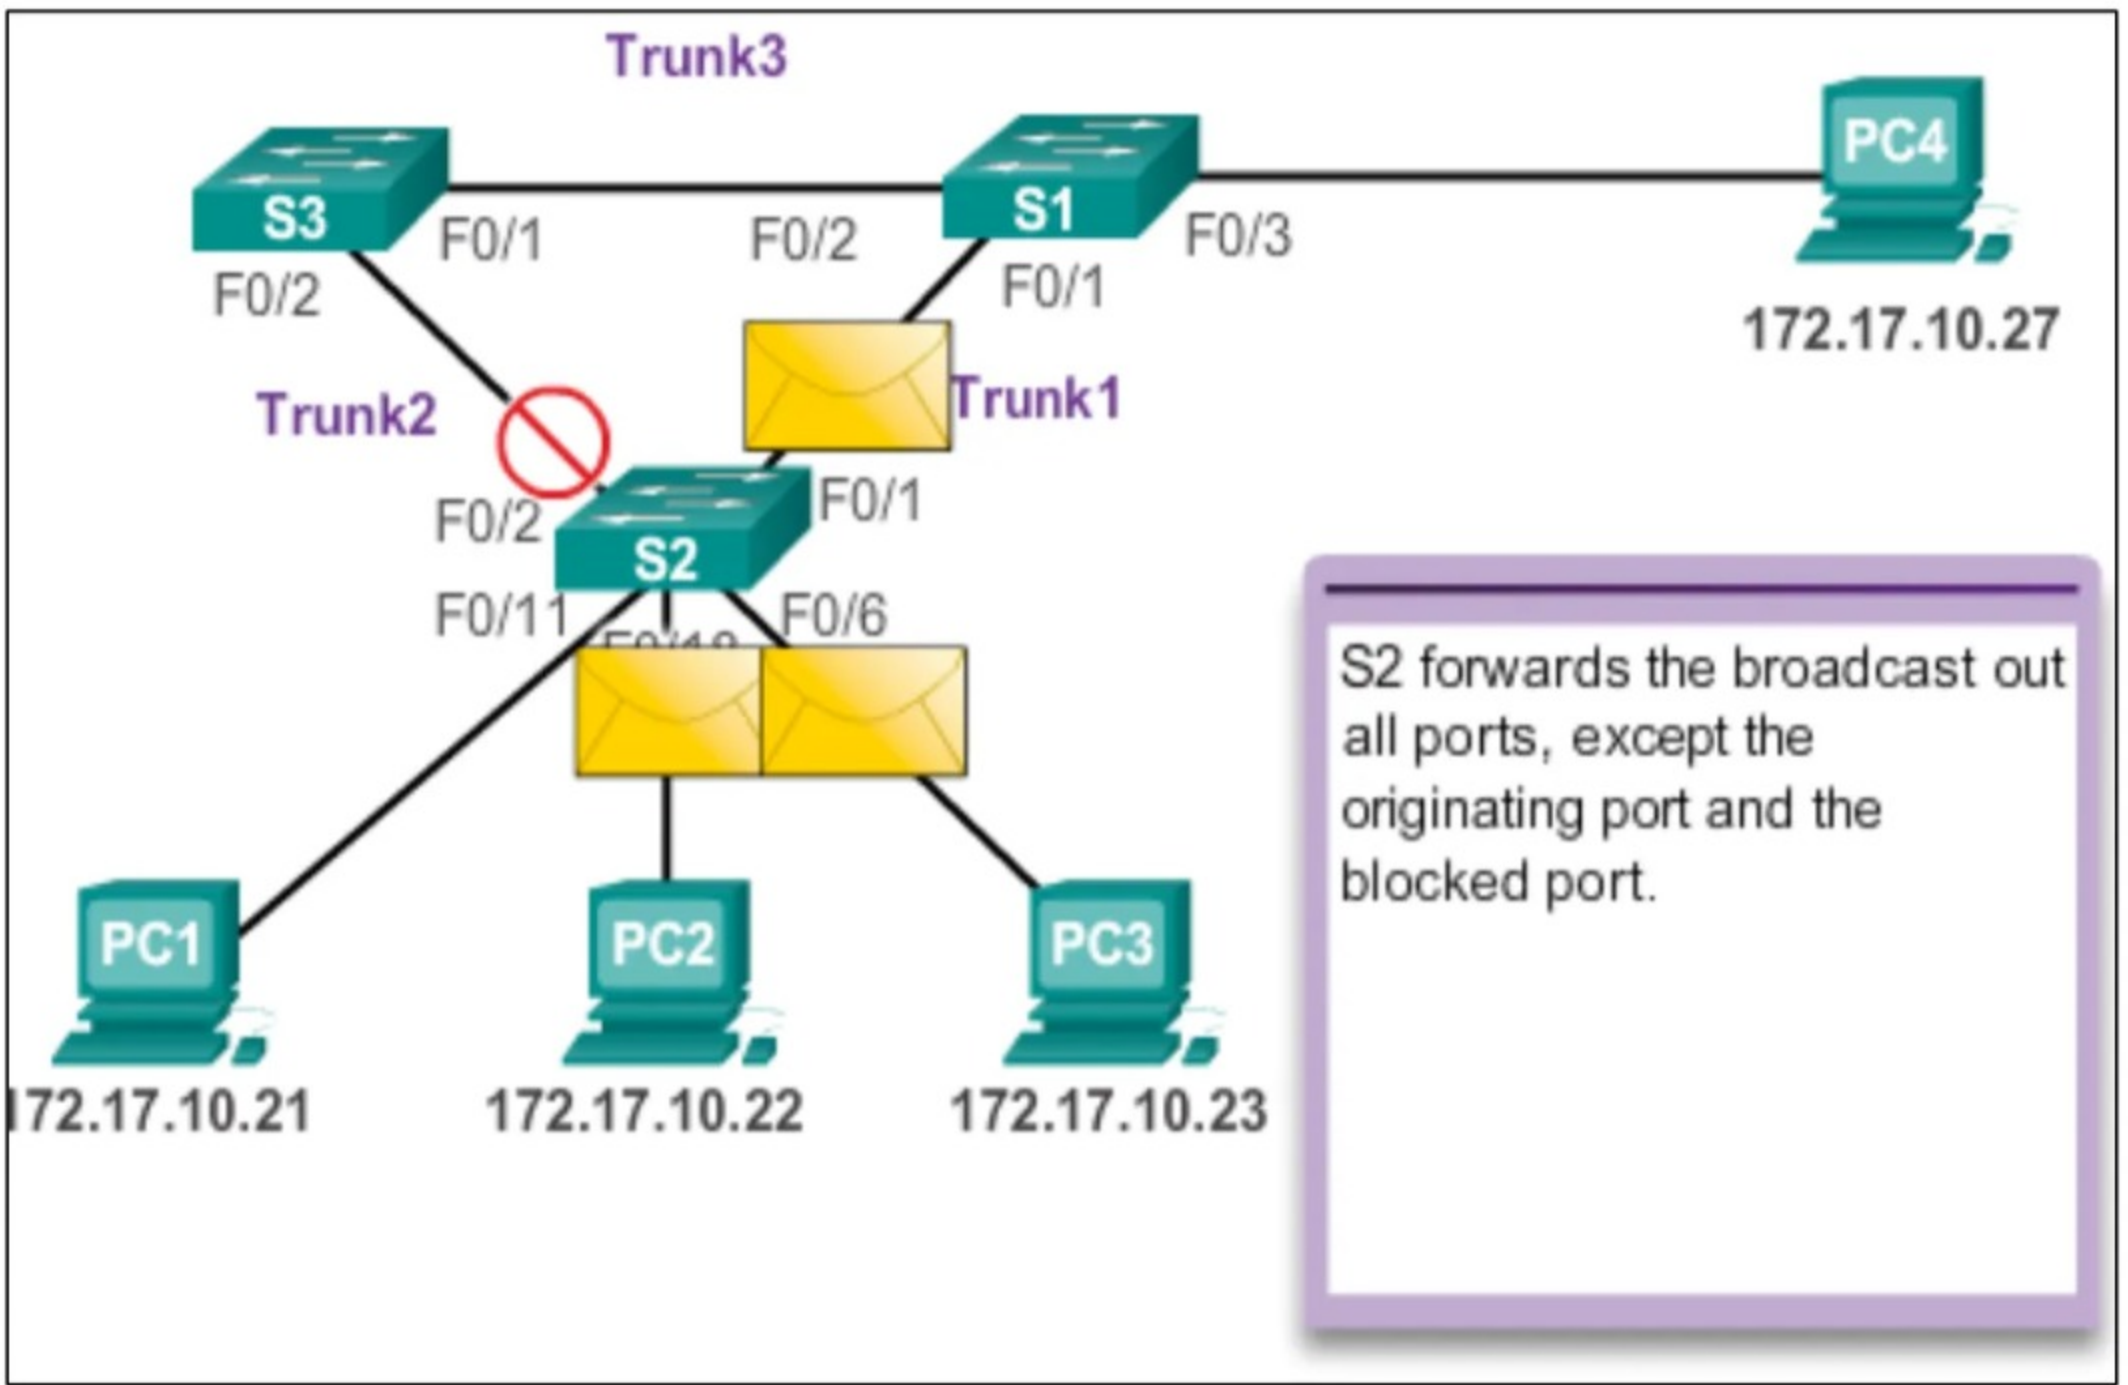 Trunk3
PC4
S3
S1
F0/1
F0/2
F0/3
F0/2
F0/1
172.17.10.27
Trunk2
Trunk1
F0/2
F0/1
S2
F0/11
F0/6
S2 forwards the broadcast out
all ports, except the
originating port and the
blocked port.
PC1
PC2
PC3
172.17.10.21
172.17.10.22
172.17.10.23